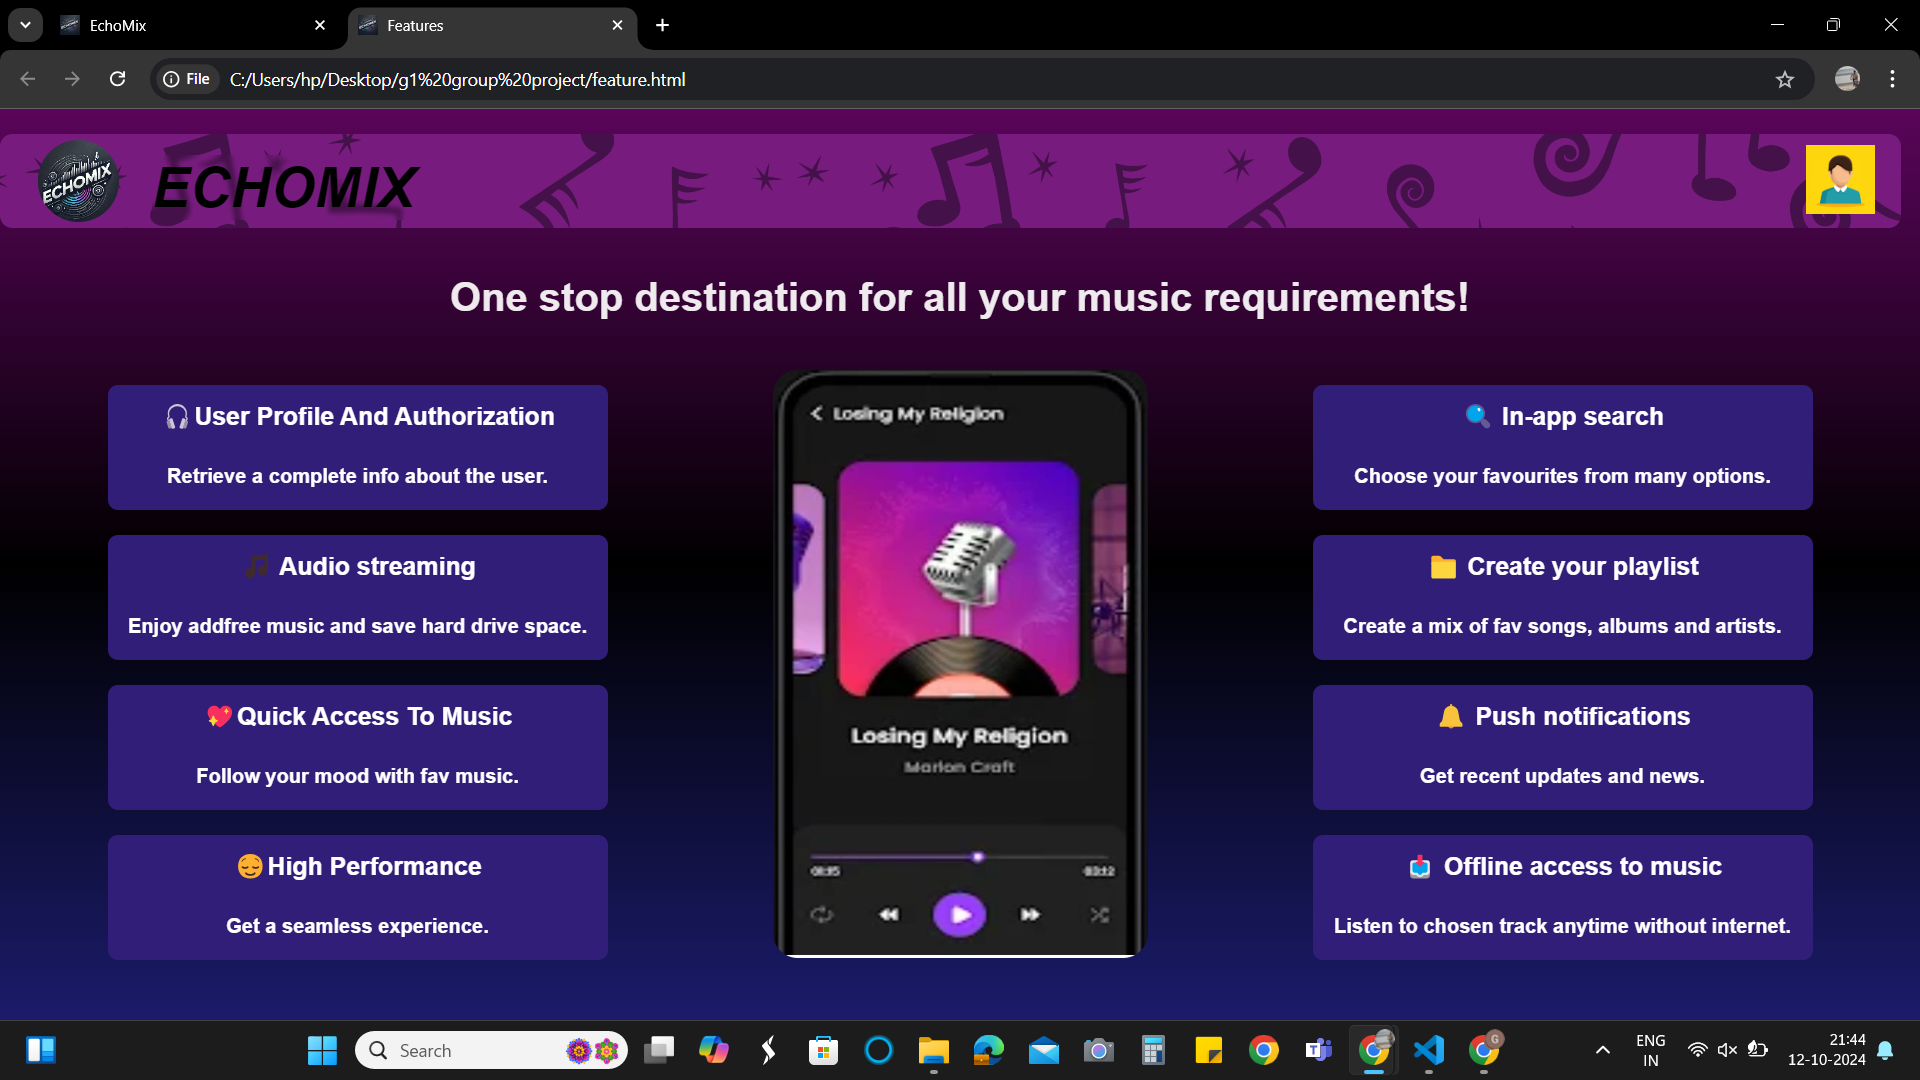 EchoMix
Features
File
C:/Users/hp/Desktop/g1%20group%20project/feature.html
ECHOMIX
ECHOMIX
One stop destination for all your music requirements!
User Profile And Authorization
Retrieve a complete info about the user.
Audio streaming
Enjoy addfree music and save hard drive space.
Quick Access To Music
Follow your mood with fav music.
High Performance
Get a seamless experience.
Losing My Religion
Losing My Religion
Marlon Craft
03:12
In-app search
Choose your favourites from many options.
Create your playlist
Create a mix of fav songs, albums and artists.
Push notifications
Get recent updates and news.
Offline access to music
Listen to chosen track anytime without internet.
Search
G
ENG
IN
21:44
12-10-2024